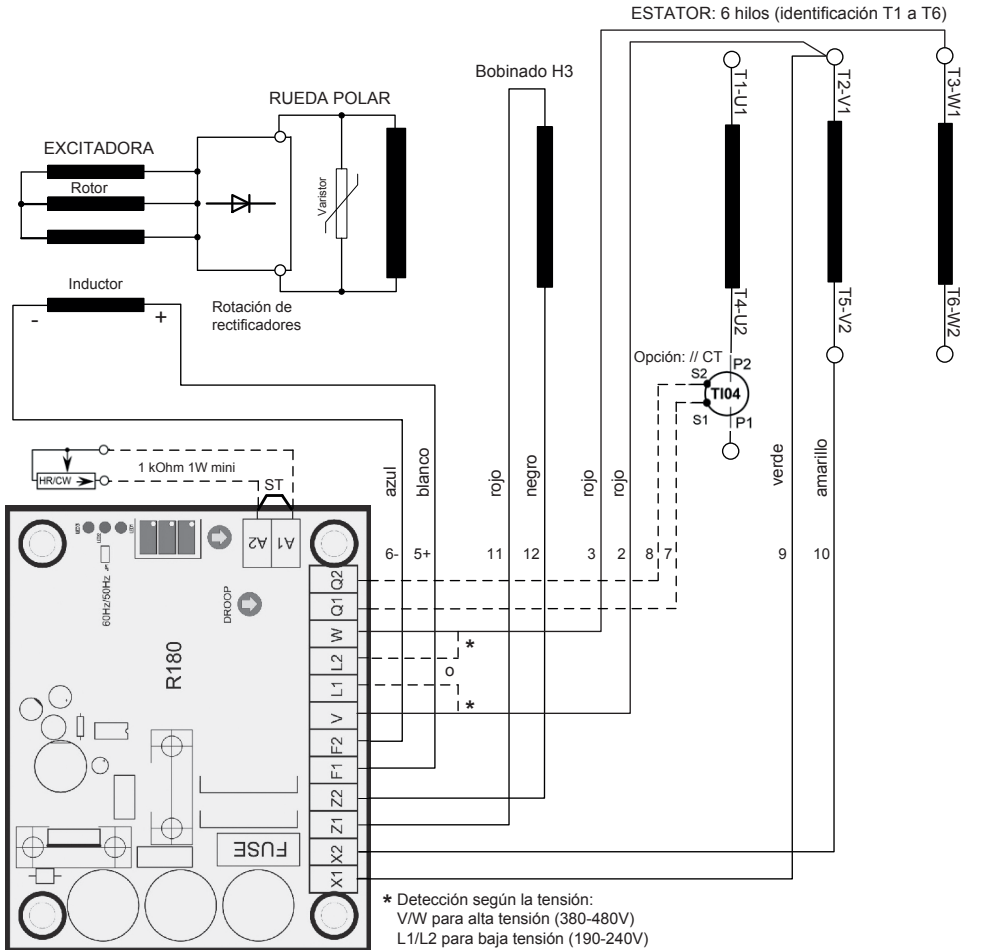 ESTATOR: 6 hilos (identificación T1 a T6)
Bobinado H3
RUEDA POLAR
EXCITADORA
Rotor
Varistor
T1-U1
T2-V1
T3-W1
Inductor
-
+
Rotación de
rectificadores
T4-U2
T5-V2
T6-W2
Opción: // CT
S2
P2
TI04
S1
P1
HR/CW
1 kOhm 1W mini
ST
azul
blanco
rojo
negro
rojo
rojo
verde
amarillo
A2
A1
6-
5+
11
12
3
2
8
7
9
10
60Hz/50Hz
DROOP
R180
Q2
Q1
W
L2
L1
V
F2
F1
Z2
Z1
X2
X1
*
o
*
FUSE
* Detección según la tensión:
V/W para alta tensión (380-480V)
L1/L2 para baja tensión (190-240V)